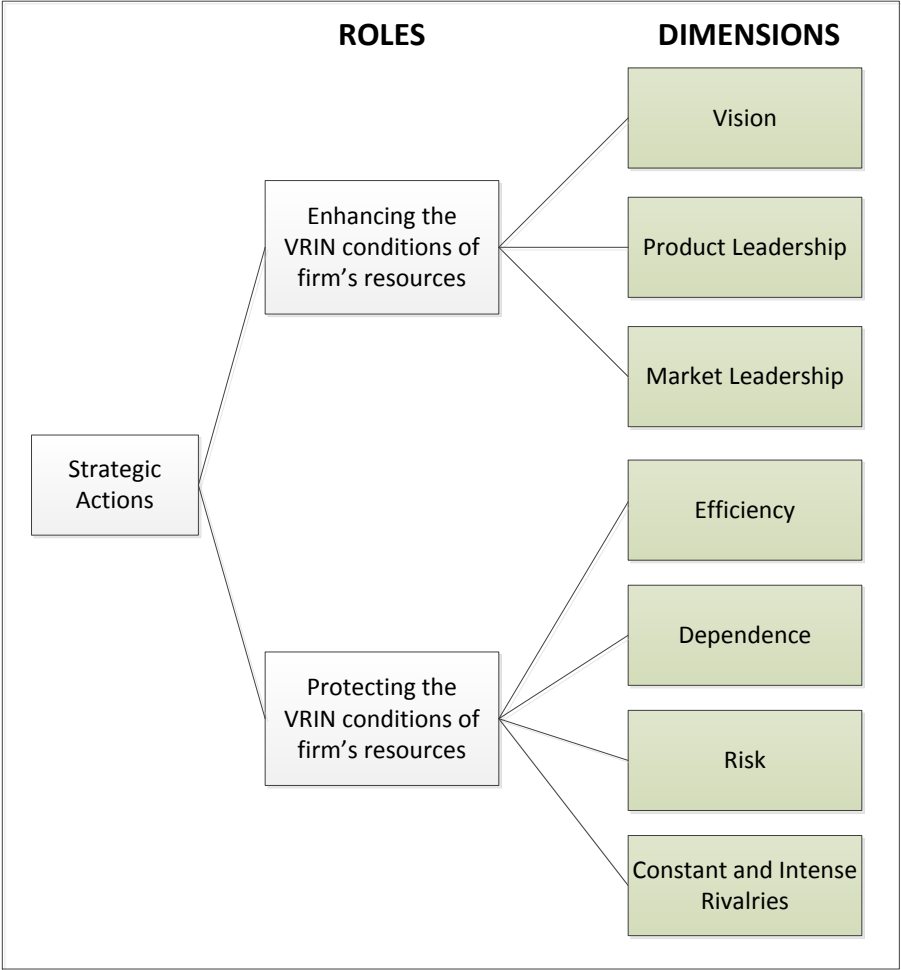 ROLES
DIMENSIONS
Vision
Enhancing the
VRIN conditions of
firm's resources
Product Leadership
Market Leadership
Strategic
Actions
Efficiency
Dependence
Protecting the
VRIN conditions of
firm's resources
Risk
Constant and Intense
Rivalries